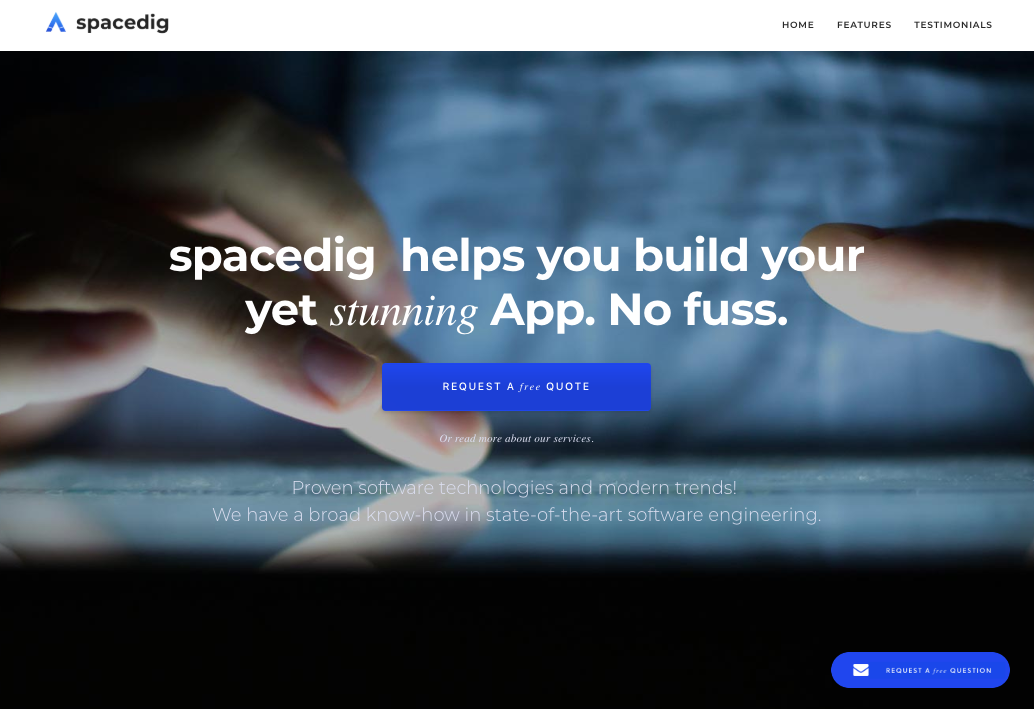 spacedig
HOME FEATURES TESTIMONIALS
spacedig helps you build your
yet stunning App. No fuss.
REQUEST A free QUOTE
Or read more about our services.
Proven software technologies and modern trends!
We have a broad know-how in state-of-the-art software engineering.
REQUEST A free QUESTION